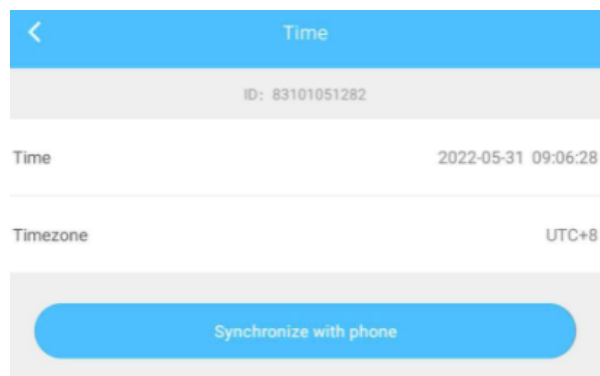 Time
ID: 83101051282
Time 2022-05-31 09:06:28
Timezone UTC+8
Synchronize with phone